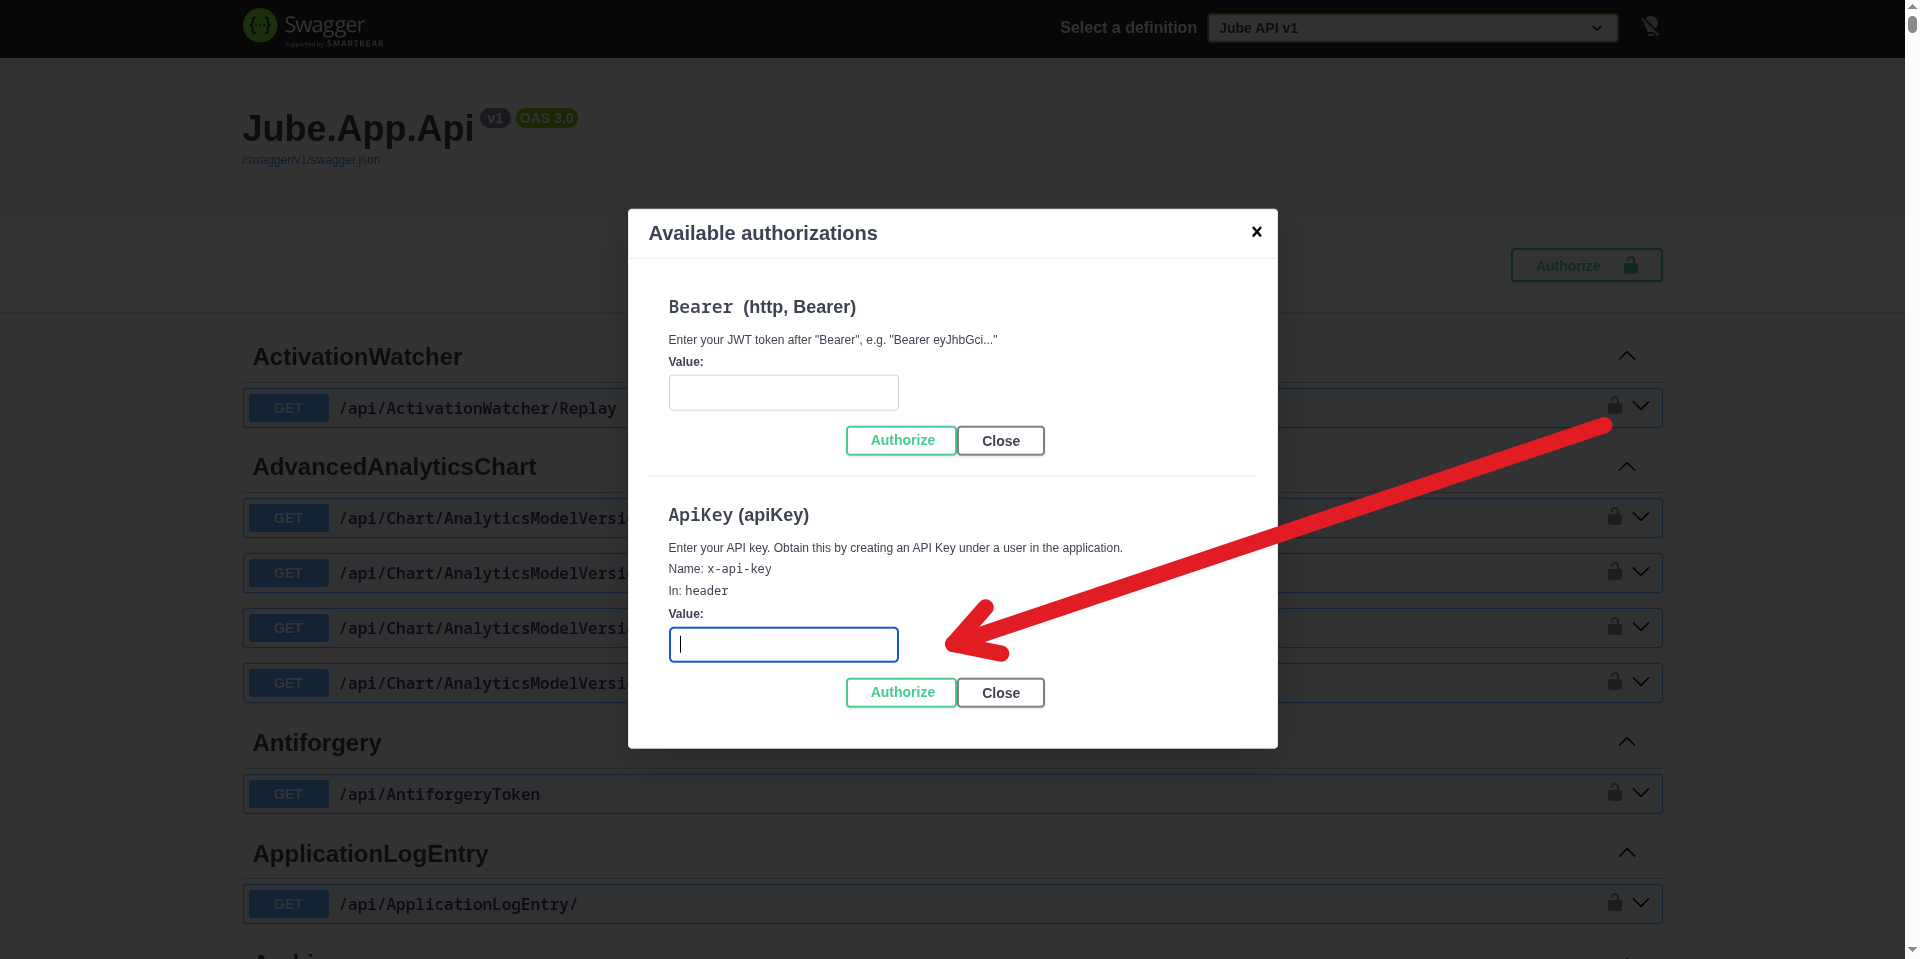 Swagger
Supported by SMARTBEAR
Select a definition
Jube API v1
Jube.App.Api v1 OAS 3.0
/swagger/v1/swagger.json
Available authorizations
Authorize
Bearer (http, Bearer)
Enter your JWT token after "Bearer", e.g. "Bearer eyJhbGci..."
Value:
Authorize Close
ApiKey (apiKey)
Enter your API key. Obtain this by creating an API Key under a user in the application.
Name: x-api-key
In: header
Value:
Authorize Close
ActivationWatcher
GET /api/ActivationWatcher/Replay
AdvancedAnalyticsChart
GET /api/Chart/AnalyticsModelVersi
GET /api/Chart/AnalyticsModelVersi
GET /api/Chart/AnalyticsModelVersi
GET /api/Chart/AnalyticsModelVersi
Antiforgery
GET /api/AntiforgeryToken
ApplicationLogEntry
GET /api/ApplicationLogEntry/